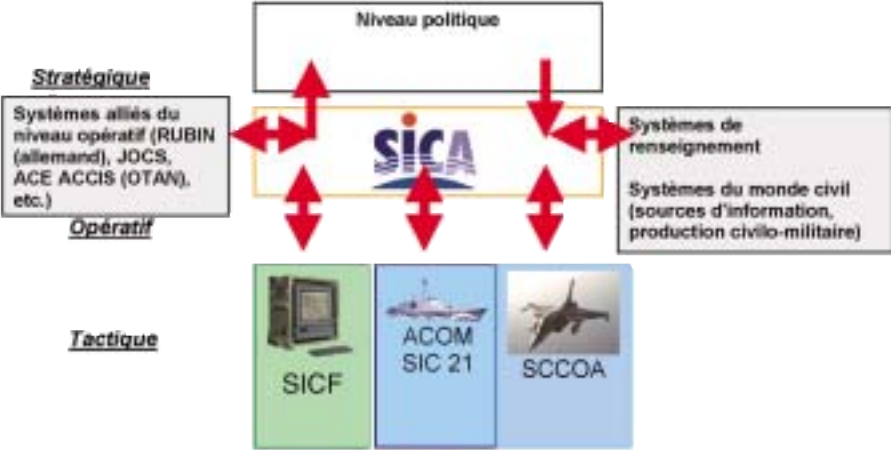 Niveau politique
Stratégique
Systèmes alliés du
niveau opératif (RUBIN
(allemand), JOCS,
ACE ACCIS (OTAN),
etc.)
SICA
Systèmes de
renseignement
Systèmes du monde civil
(sources d'information,
production civilo-militaire)
Opératif
Tactique
SICF
ACOM
SIC 21
SCCOA